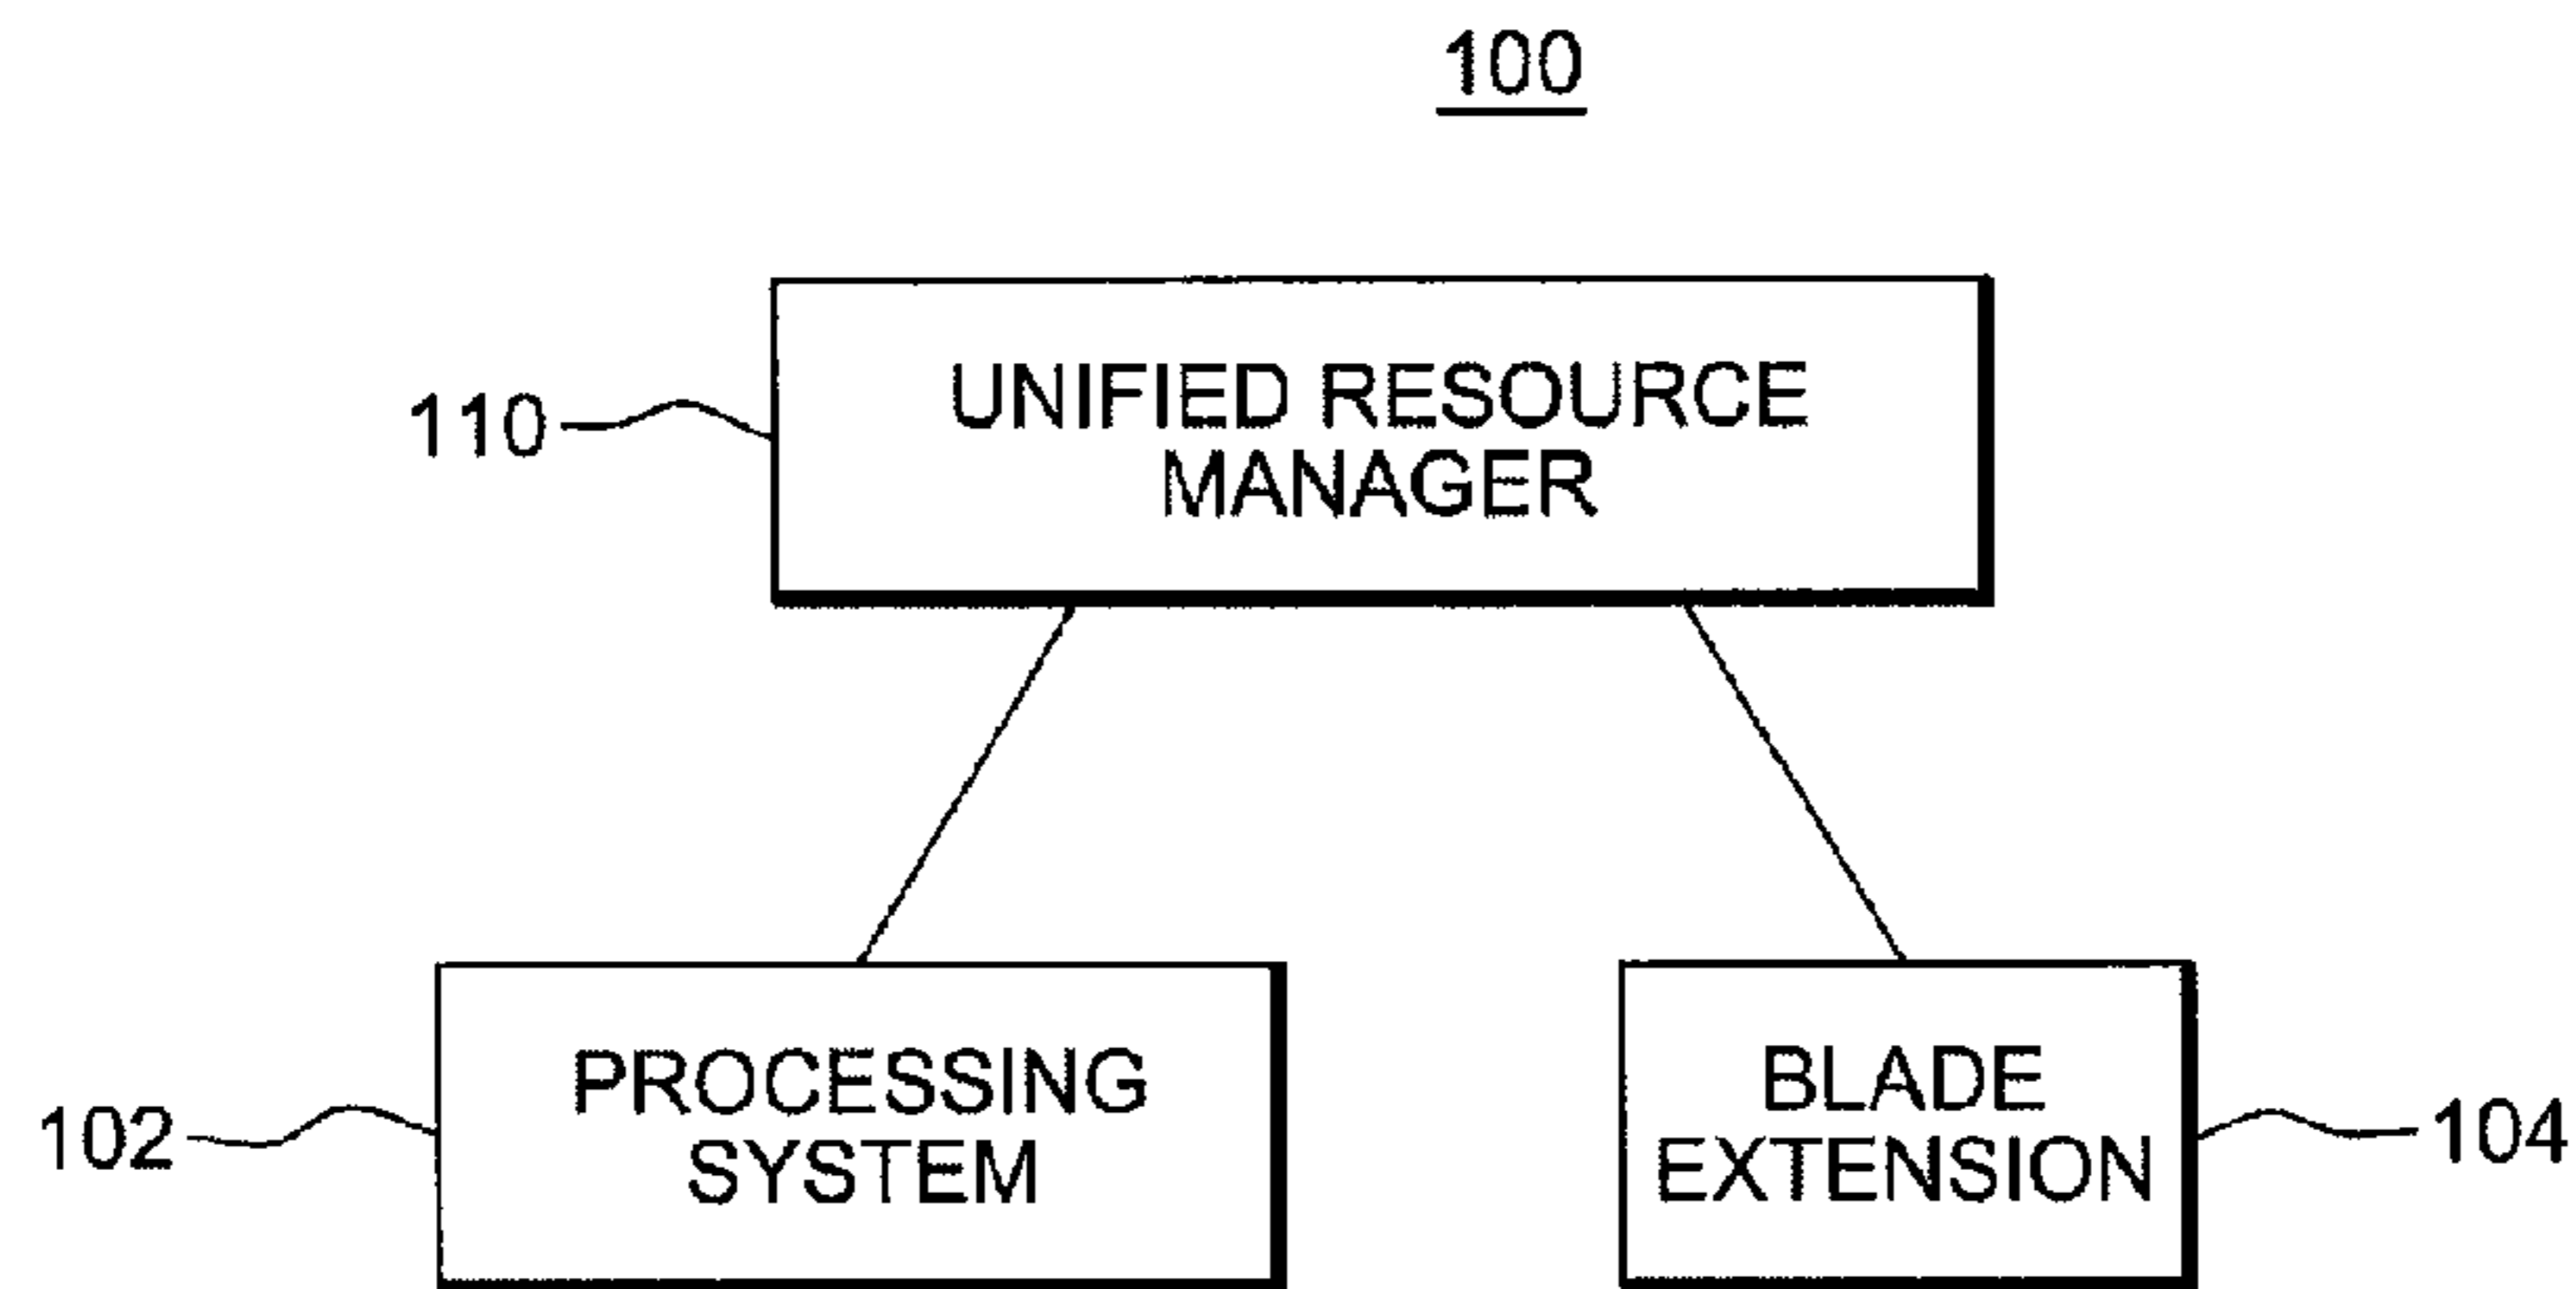 100
110
UNIFIED RESOURCE
MANAGER
102
PROCESSING
SYSTEM
BLADE
EXTENSION
104